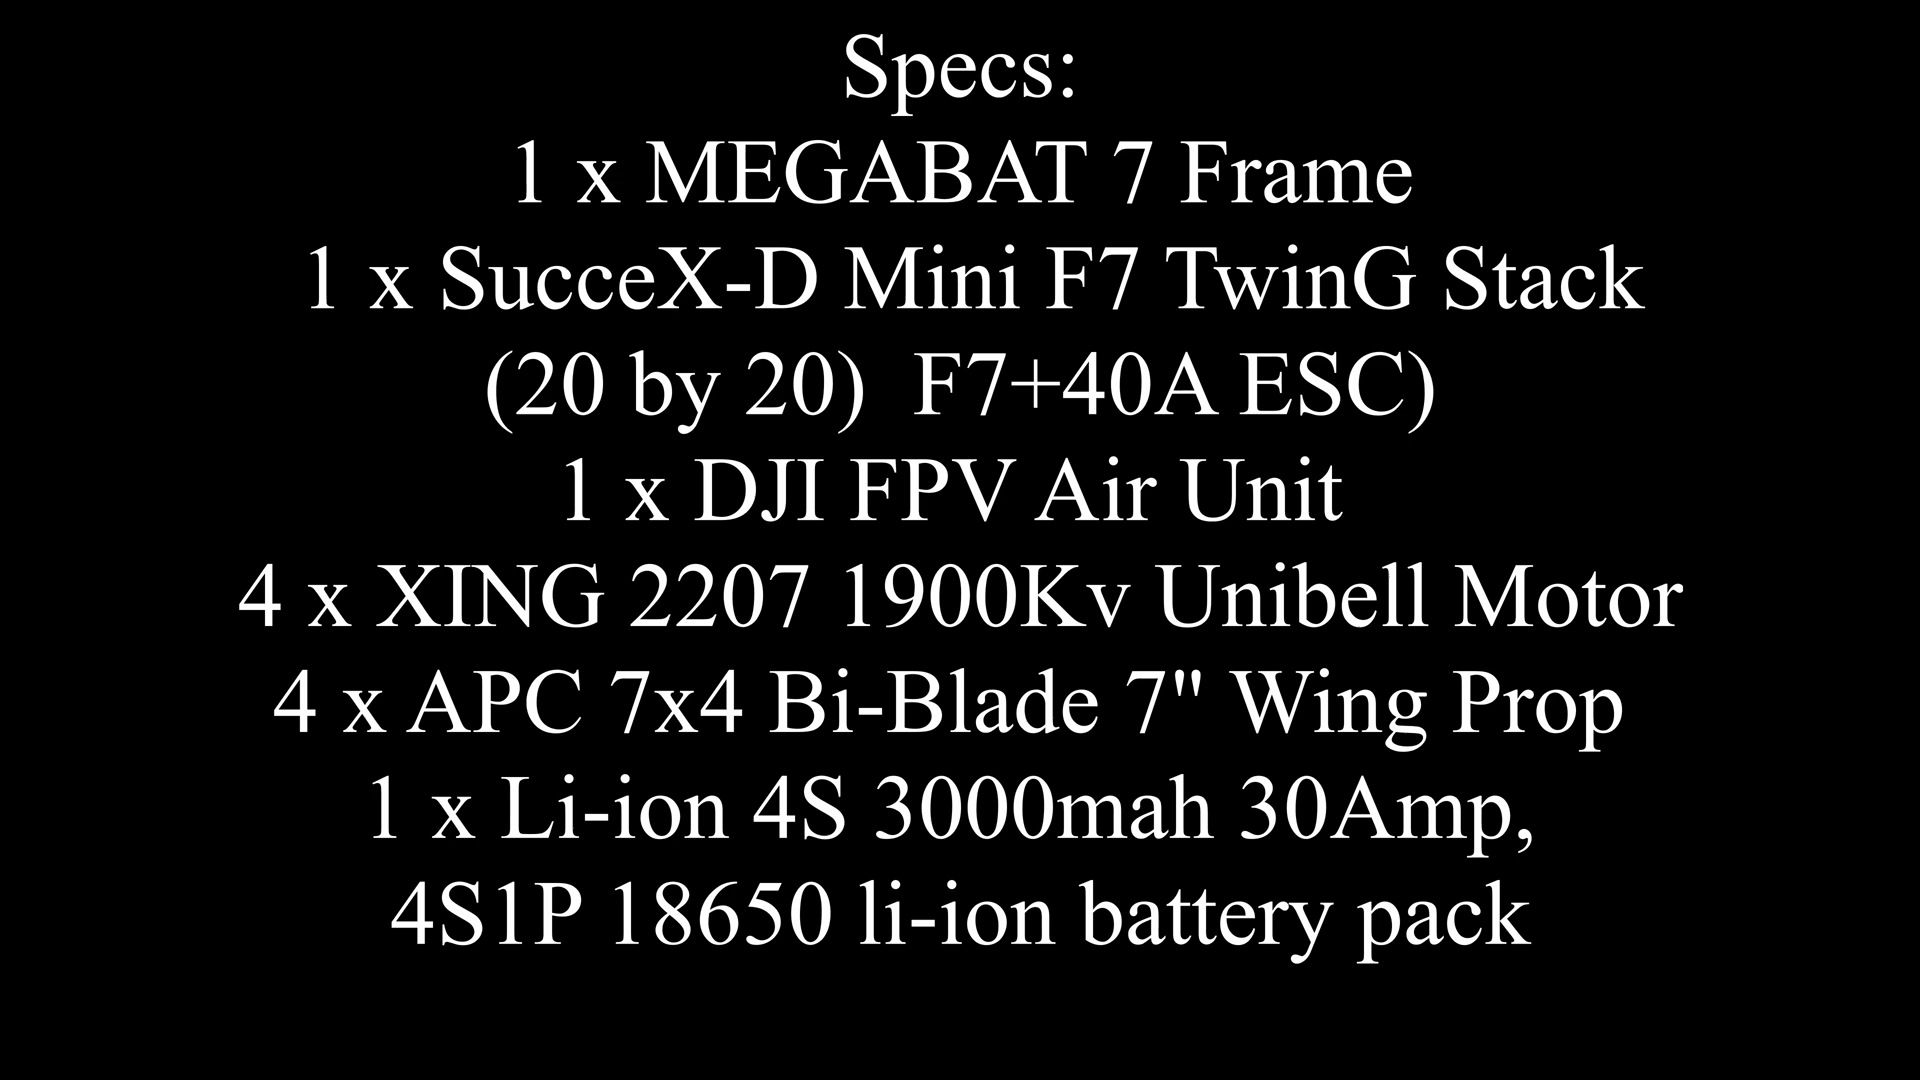 Specs:
1 x MEGABAT 7 Frame
1 x SucceX-D Mini F7 TwinG Stack
(20 by 20)  F7+40A ESC)
1 x DJI FPV Air Unit
4 x XING 2207 1900Kv Unibell Motor
4 x APC 7x4 Bi-Blade 7" Wing Prop
1 x Li-ion 4S 3000mah 30Amp,
4S1P 18650 li-ion battery pack